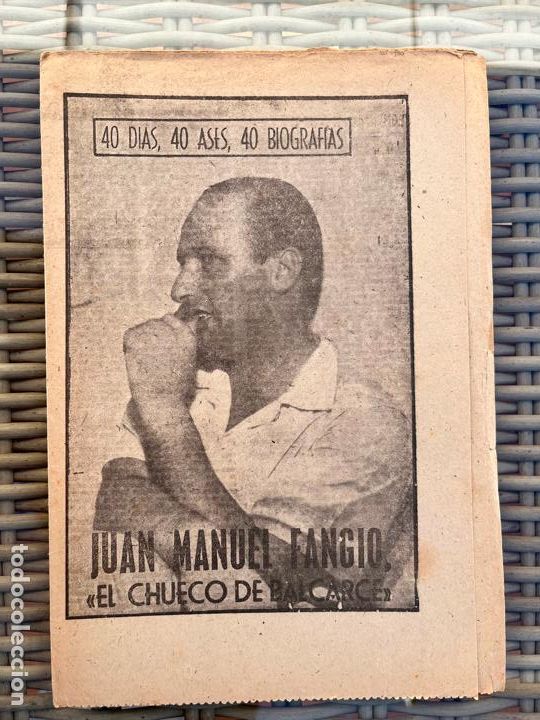 40 DIAS, 40 ASES, 40 BIOGRAFIAS
JUAN MANUEL FANGIO,
«EL CHUECO DE BALCARCE»
todocoleccion